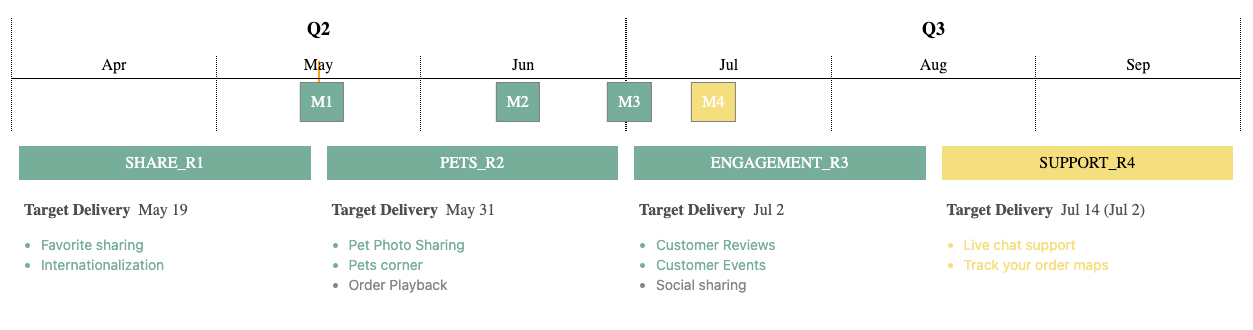 Q2 Q3
Apr May Jun Jul Aug Sep
M1 M2 M3 M4
SHARE_R1 PETS_R2 ENGAGEMENT_R3 SUPPORT_R4
Target Delivery May 19 Target Delivery May 31 Target Delivery Jul 2 Target Delivery Jul 14 (Jul 2)
Favorite sharing Pet Photo Sharing Customer Reviews Live chat support
Internationalization Pets corner Customer Events Track your order maps
Order Playback Social sharing